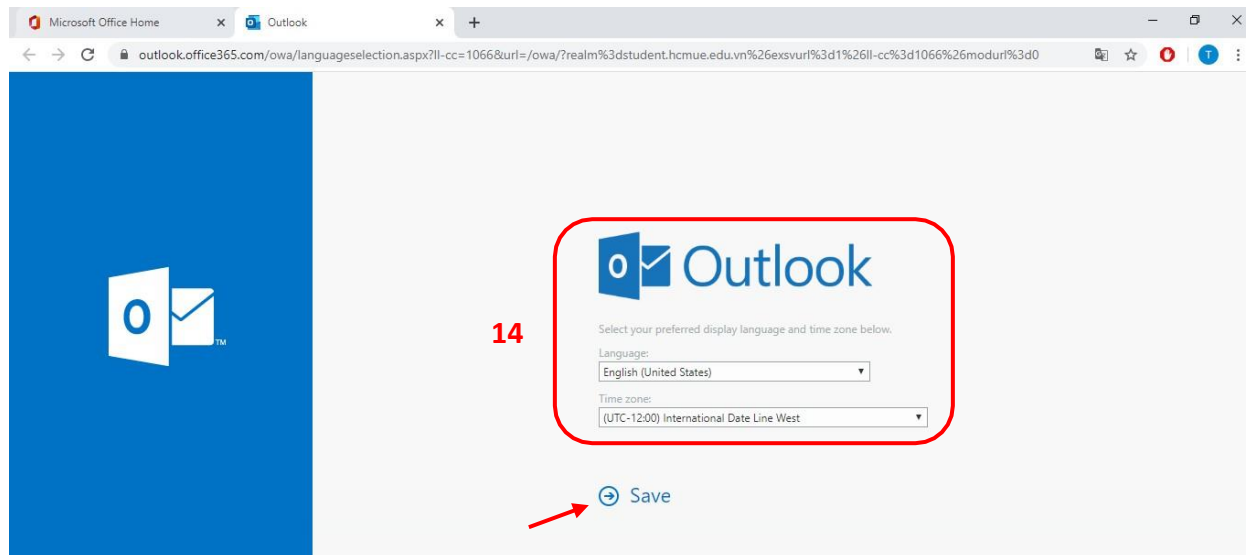 Microsoft Office Home
Outlook
outlook.office365.com/owa/languageselection.aspx?ll-cc=1066&url=/owa/?realm%3dstudent.hcmue.edu.vn%26exsvurl%3d1%26ll-cc%3d1066%26modurl%3d0
T
O
TM
14
O
Outlook
Select your preferred display language and time zone below.
Language:
English (United States)
Time zone:
(UTC-12:00) International Date Line West
Save